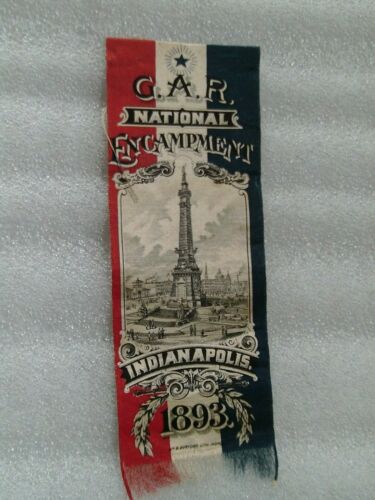 G.A.R.
NATIONAL
ENCAMPMENT
INDIANAPOLIS.
1893.